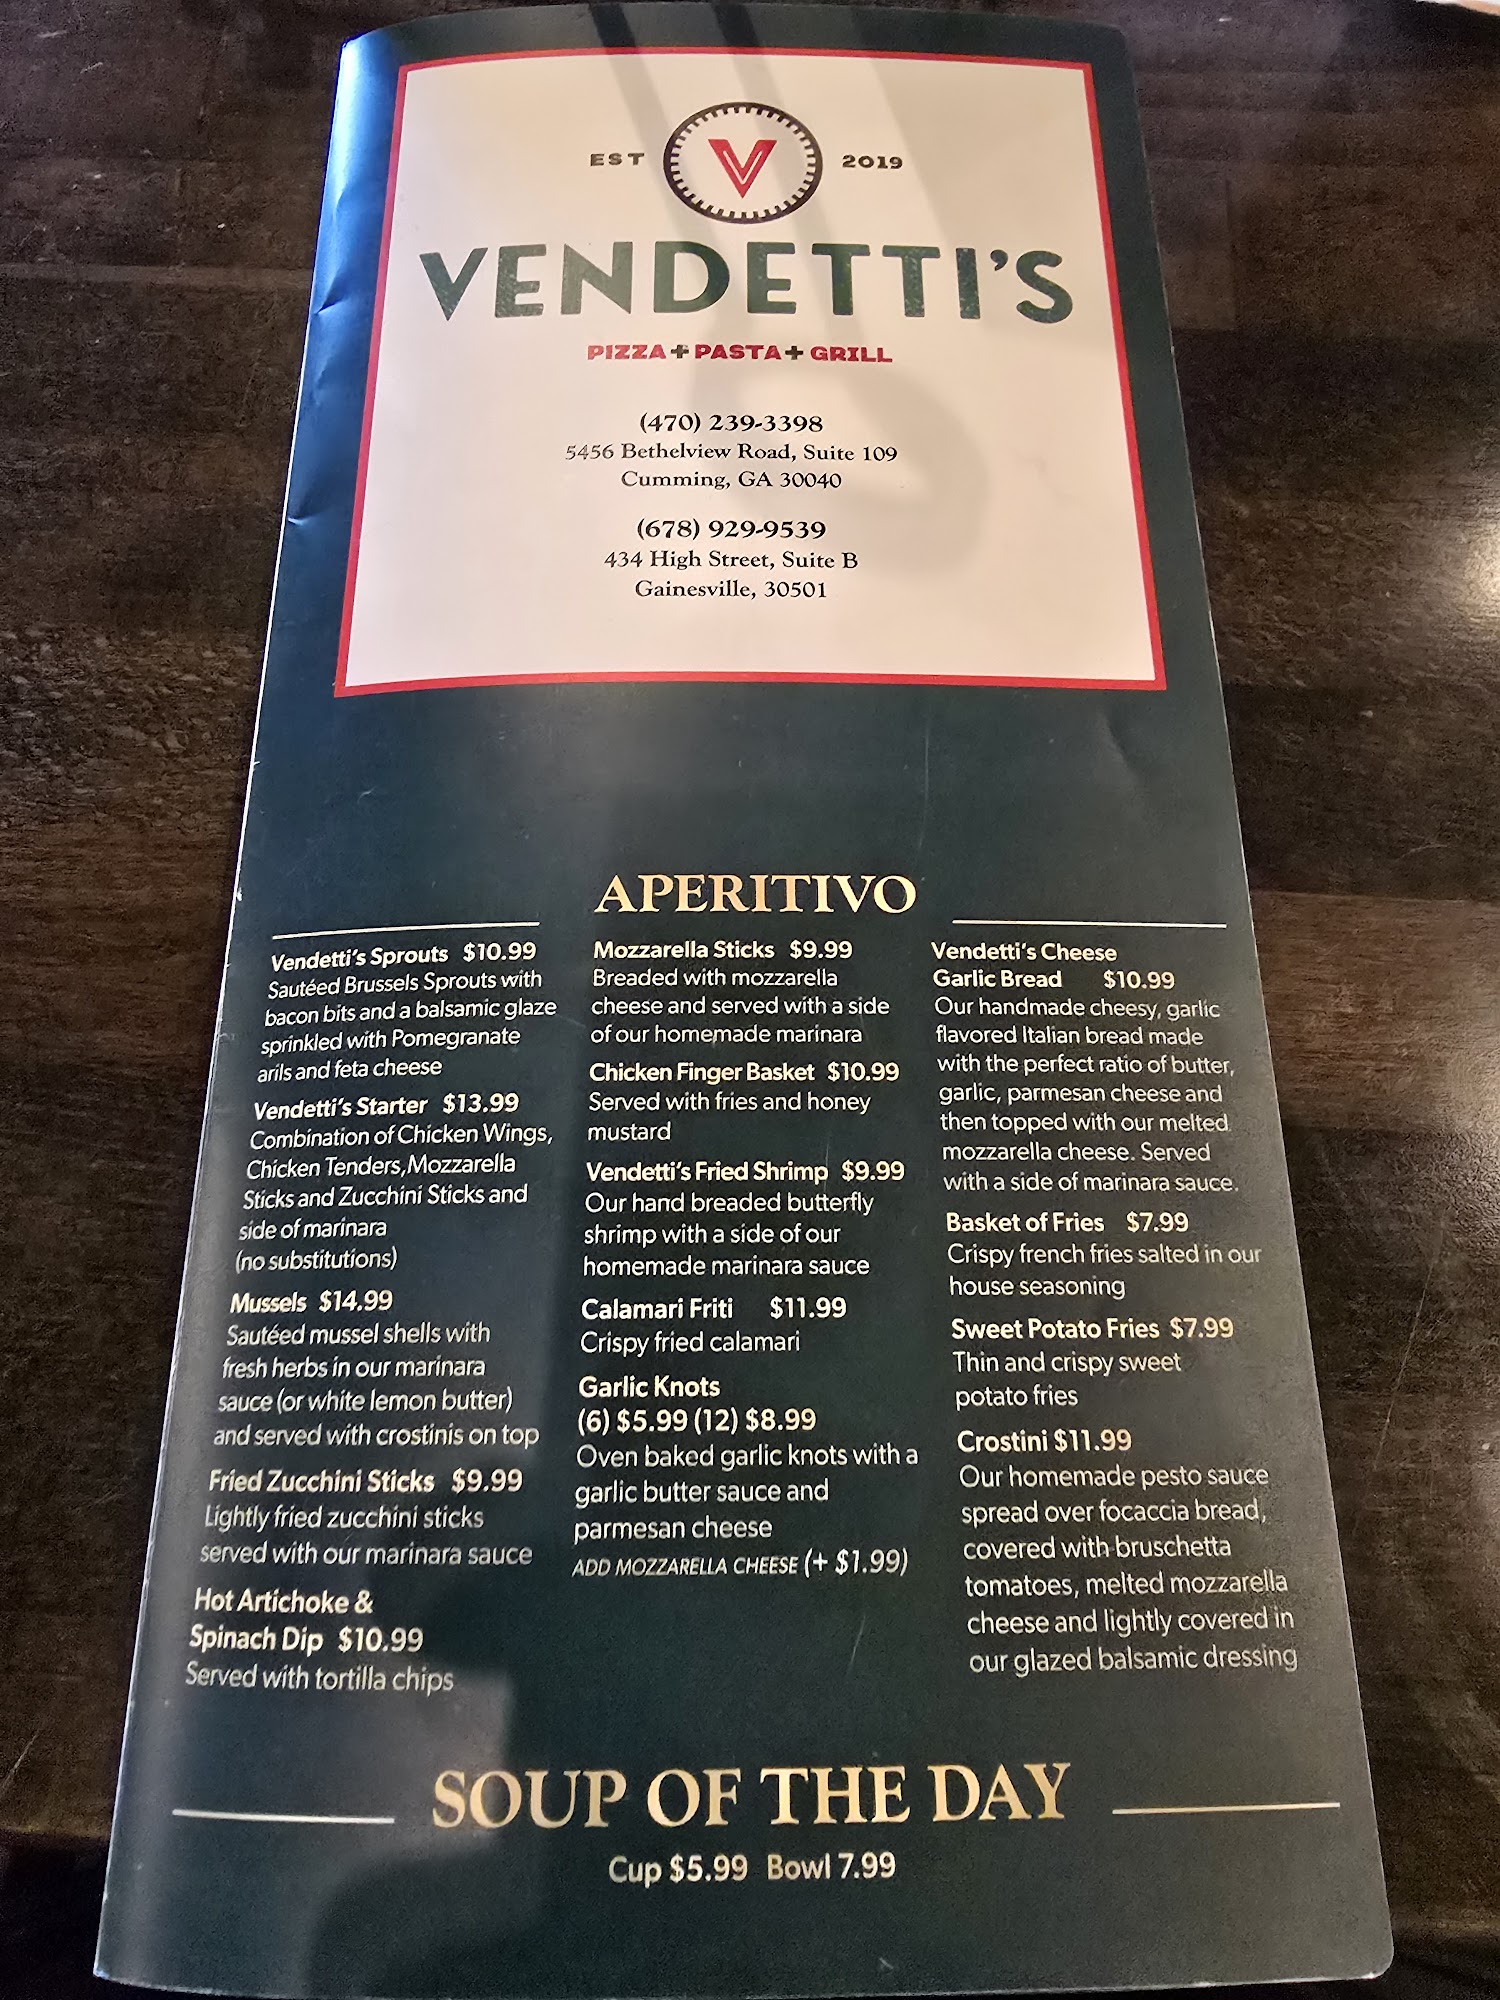 EST 2019
V
VENDETTI'S
PIZZA + PASTA + GRILL
(470) 239-3398
5456 Bethelview Road, Suite 109
Cumming, GA 30040
(678) 929-9539
434 High Street, Suite B
Gainesville, 30501
APERITIVO
Vendetti's Sprouts $10.99
Sautéed Brussels Sprouts with
bacon bits and a balsamic glaze
sprinkled with Pomegranate
arils and feta cheese
Vendetti's Starter $13.99
Combination of Chicken Wings,
Chicken Tenders,Mozzarella
Sticks and Zucchini Sticks and
side of marinara
(no substitutions)
Mussels $14.99
Sautéed mussel shells with
fresh herbs in our marinara
sauce (or white lemon butter)
and served with crostinis on top
Fried Zucchini Sticks $9.99
Lightly fried zucchini sticks
served with our marinara sauce
Hot Artichoke &
Spinach Dip $10.99
Served with tortilla chips
Mozzarella Sticks $9.99
Breaded with mozzarella
cheese and served with a side
of our homemade marinara
Chicken Finger Basket $10.99
Served with fries and honey
mustard
Vendetti's Fried Shrimp $9.99
Our hand breaded butterfly
shrimp with a side of our
homemade marinara sauce
Calamari Friti $11.99
Crispy fried calamari
Garlic Knots
(6) $5.99 (12) $8.99
Oven baked garlic knots with a
garlic butter sauce and
parmesan cheese
ADD MOZZARELLA CHEESE (+ $1.99)
Vendetti's Cheese
Garlic Bread $10.99
Our handmade cheesy, garlic
flavored Italian bread made
with the perfect ratio of butter,
garlic, parmesan cheese and
then topped with our melted
mozzarella cheese. Served
with a side of marinara sauce.
Basket of Fries $7.99
Crispy french fries salted in our
house seasoning
Sweet Potato Fries $7.99
Thin and crispy sweet
potato fries
Crostini $11.99
Our homemade pesto sauce
spread over focaccia bread,
covered with bruschetta
tomatoes, melted mozzarella
cheese and lightly covered in
our glazed balsamic dressing
SOUP OF THE DAY
Cup $5.99 Bowl 7.99